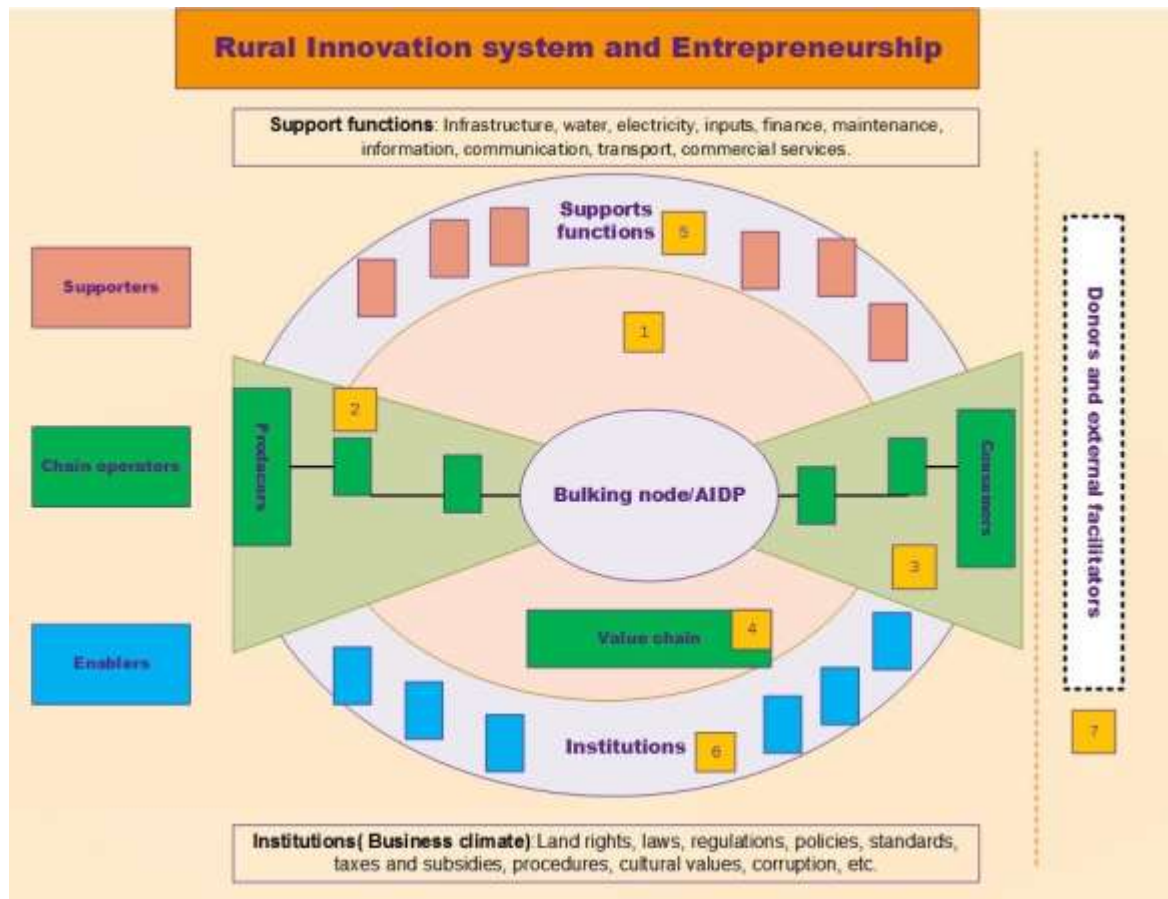 Rural Innovation system and Entrepreneurship
Support functions: Infrastructure, water, electricity, inputs, finance, maintenance,
information, communication, transport, commercial services.
Supports
functions
5
Supporters
1
2
Producers
Chain operators
Bulking node/AIDP
Consumers
3
Donors and external facilitators
Value chain
4
Enablers
Institutions
6
7
Institutions( Business climate):Land rights, laws, regulations, policies, standards,
taxes and subsidies, procedures, cultural values, corruption, etc.